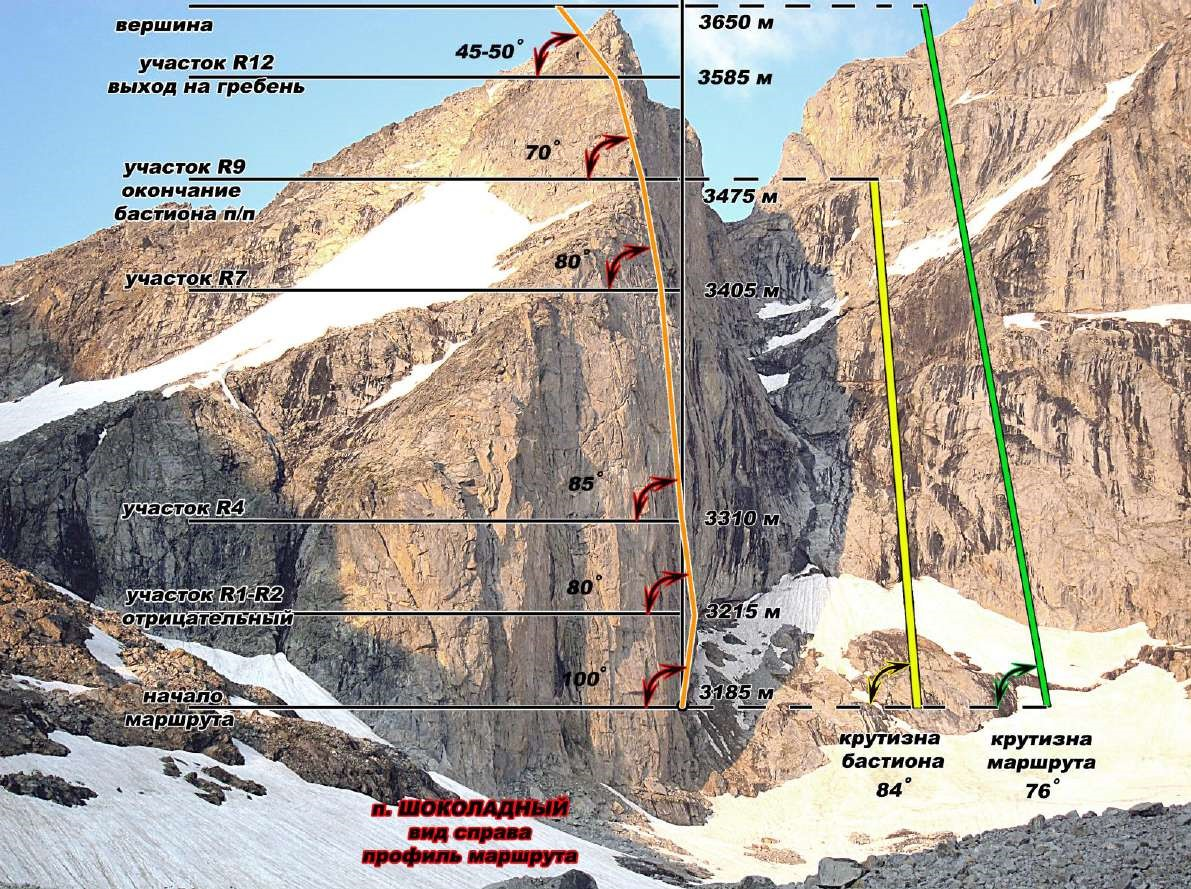 вершина
3650 м
45-50°
участок R12
выход на гребень
3585 м
70°
участок R9
окончание
бастиона п/п
3475 м
80°
участок R7
3405 м
85°
участок R4
3310 м
80°
участок R1-R2
отрицательный
3215 м
100°
начало
маршрута
3185 м
крутизна
бастиона
84°
крутизна
маршрута
76°
п. ШОКОЛАДНЫЙ
вид справа
профиль маршрута